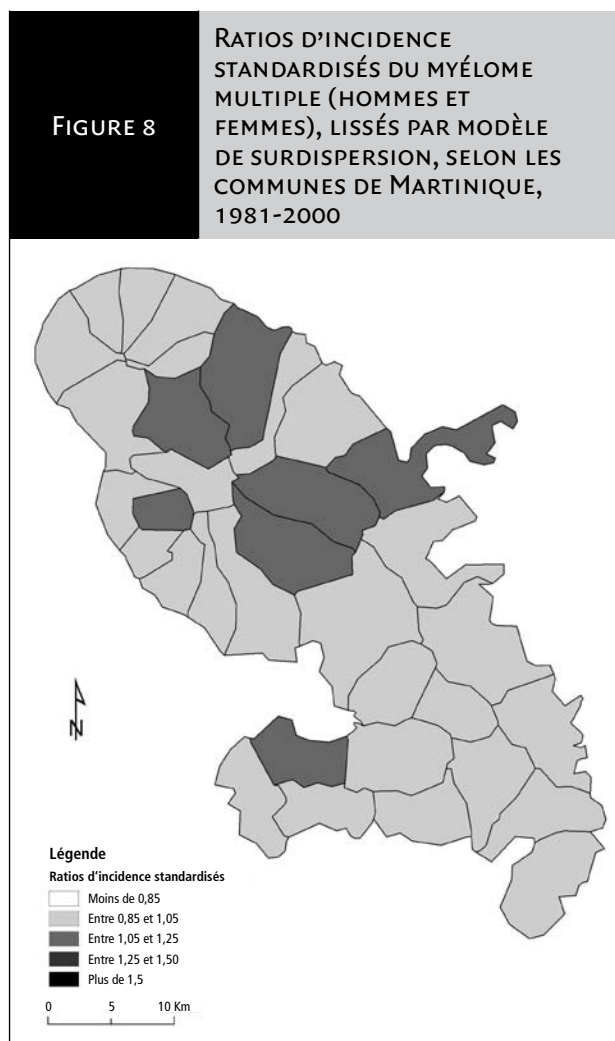 FIGURE 8
RATIOS D'INCIDENCE
STANDARDISÉS DU MYÉLOME
MULTIPLE (HOMMES ET
FEMMES), LISSÉS PAR MODÈLE
DE SURDISPERSION, SELON LES
COMMUNES DE MARTINIQUE,
1981-2000
N
Légende
Ratios d'incidence standardisés
Moins de 0,85
Entre 0,85 et 1,05
Entre 1,05 et 1,25
Entre 1,25 et 1,50
Plus de 1,5
0 5 10 Km